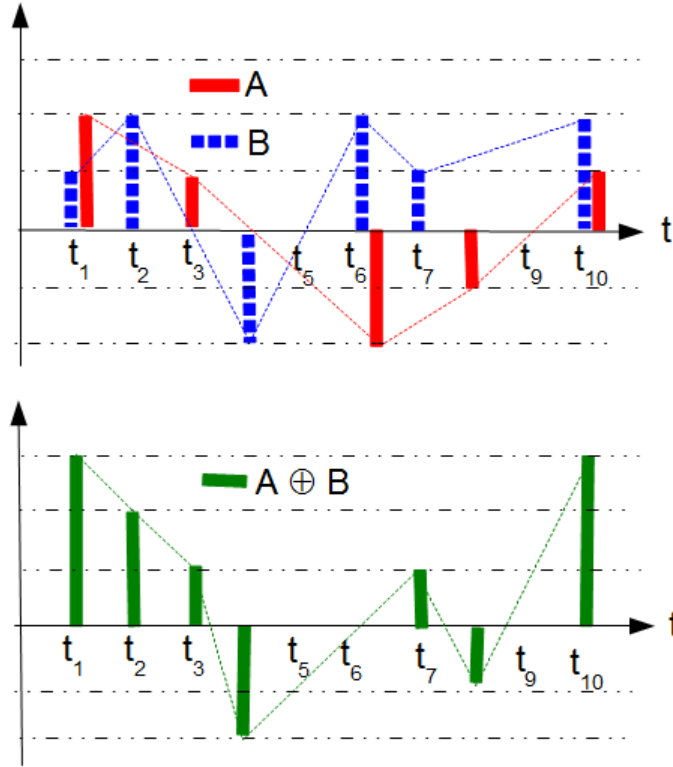 A
B
t
t₁ t₂ t₃ t₅ t₆ t₇ t₉ t₁₀
A ⊕ B
t
t₁ t₂ t₃ t₅ t₆ t₇ t₉ t₁₀